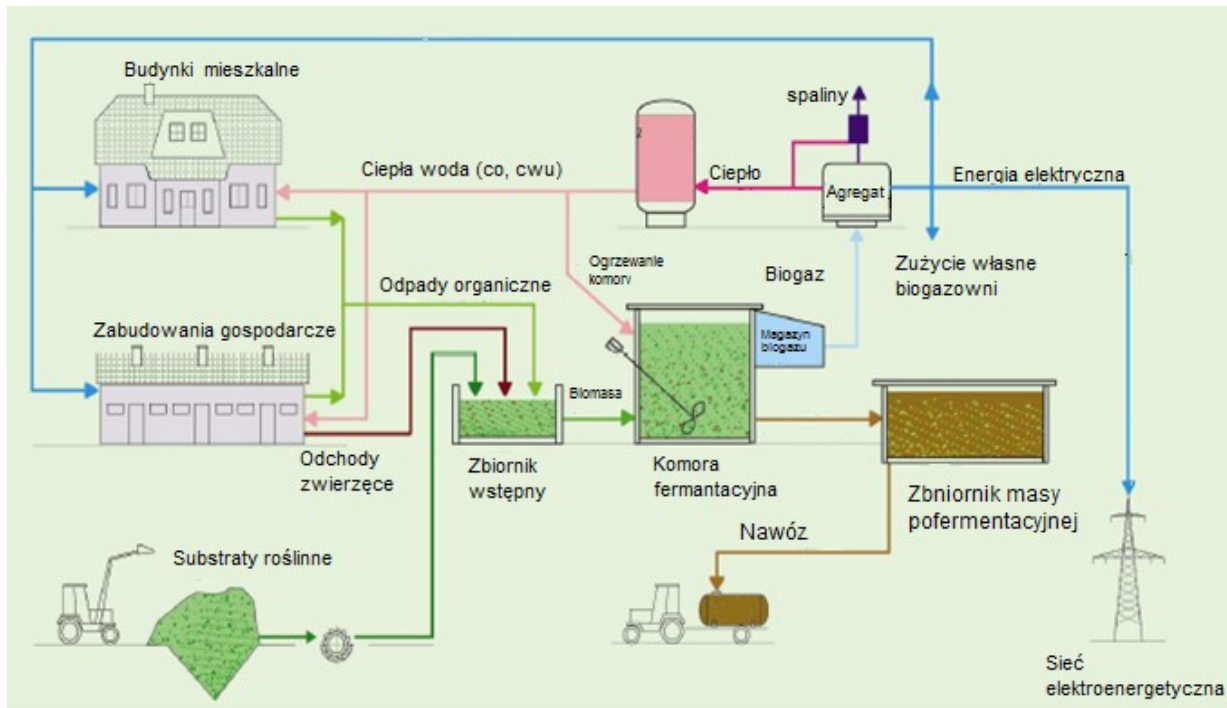 Budynki mieszkalne
spaliny
Ciepła woda (co, cwu)
2
Ciepło
Agregat
Energia elektryczna
Ogrzewanie
komory
Biogaz
Zużycie własne
biogazowni
Odpady organiczne
Zabudowania gospodarcze
Magazyn
biogazu
Biomasa
Odchody
zwierzęce
Zbiornik
wstępny
Komora
fermantacyjna
Zbniornik masy
pofermentacyjnej
Nawóz
Substraty roślinne
Sieć
elektroenergetyczna